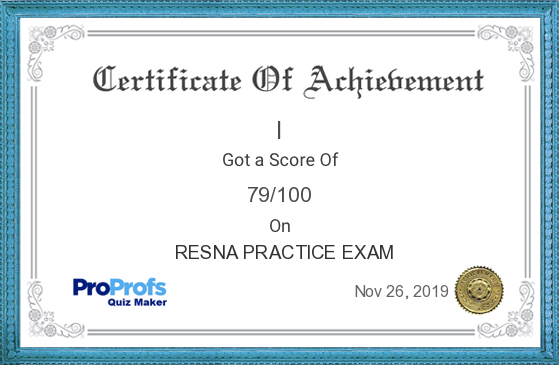 Certificate Of Achievement
|
Got a Score Of
79/100
On
RESNA PRACTICE EXAM
ProProfs
Quiz Maker
Nov 26, 2019